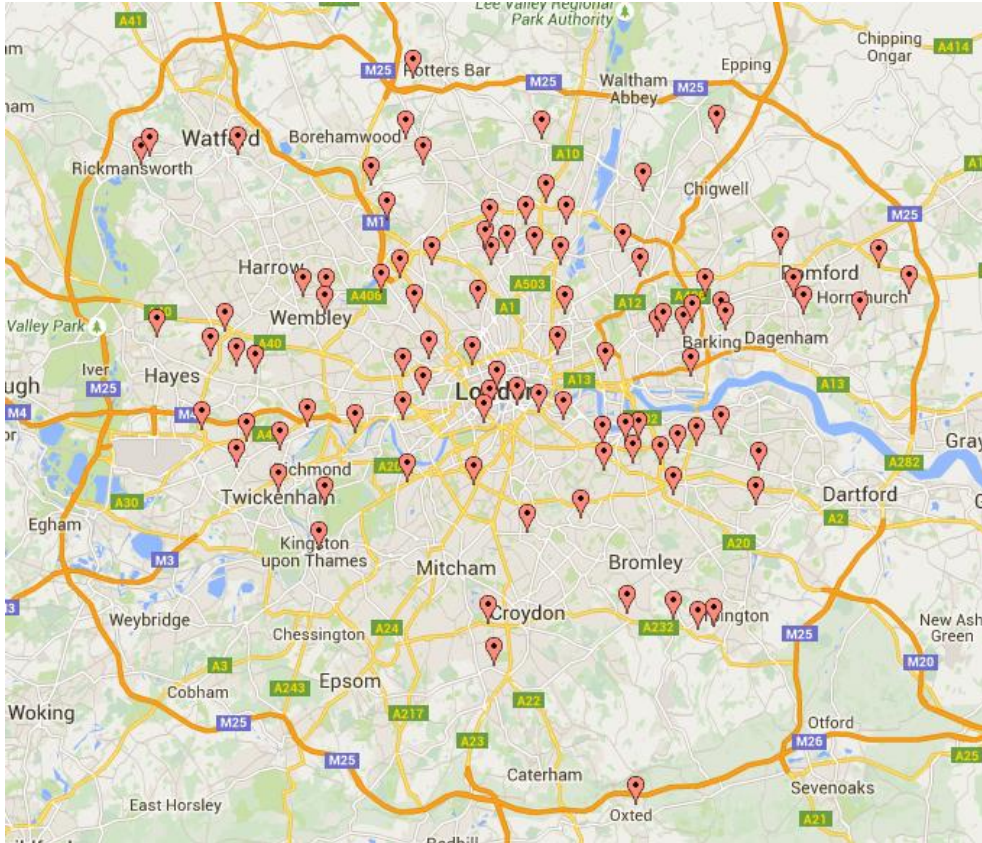 Lee Valley Regional
Park Authority
A41
Chipping
Ongar
A414
M25
Potters Bar
Epping
Waltham
Abbey
M25
M25
Watford
Borehamwood
A10
Rickmansworth
Chigwell
M25
M1
Harrow
A503
Romford
A406
A12
Hornchurch
A1
Wembley
Valley Park
A40
Barking
Dagenham
Iver
Hayes
A13
M25
London
A13
M4
M4
A282
Richmond
Twickenham
Dartford
A30
A2
Egham
A20
Kingston
upon Thames
M3
Mitcham
Bromley
Weybridge
Croydon
Chessington
A24
A232
M25
New Ash
Green
A3
M20
Epsom
A243
Cobham
A22
A217
Woking
M25
Otford
A23
M26
A25
M25
Caterham
Sevenoaks
East Horsley
Oxted
A21
Redhill